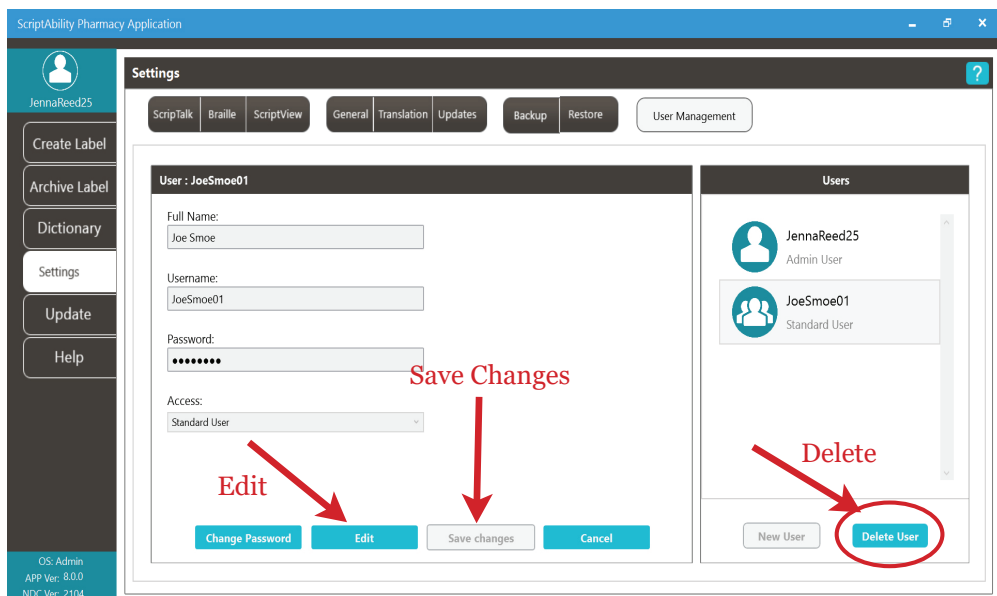 ScriptAbility Pharmacy Application
JennaReed25
Create Label
Archive Label
Dictionary
Settings
Update
Help
OS: Admin
APP Ver: 8.0.0
NDC Ver: 2104
Settings
?
ScripTalk Braille ScriptView General Translation Updates Backup Restore User Management
User : JoeSmoe01
Full Name:
Joe Smoe
Username:
JoeSmoe01
Password:
••••••••
Access:
Standard User
Save Changes
Edit
Change Password Edit Save changes Cancel
Users
JennaReed25
Admin User
JoeSmoe01
Standard User
Delete
New User Delete User